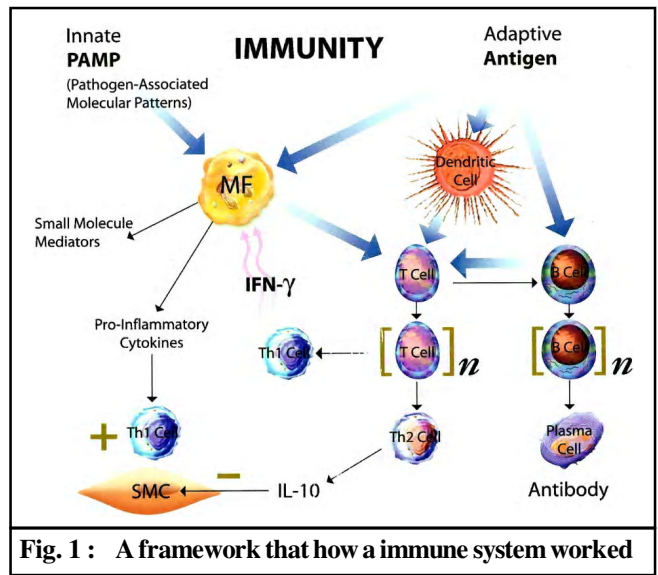 Innate
PAMP
(Pathogen-Associated
Molecular Patterns)
IMMUNITY
Adaptive
Antigen
MF
Dendritic
Cell
Small Molecule
Mediators
IFN-γ
T Cell
B Cell
Pro-Inflammatory
Cytokines
Th1 Cell
[ T Cell ] n
[ B Cell ] n
+
Th1 Cell
Th2 Cell
Plasma
Cell
−
SMC
IL-10
Antibody
Fig. 1 : A framework that how a immune system worked